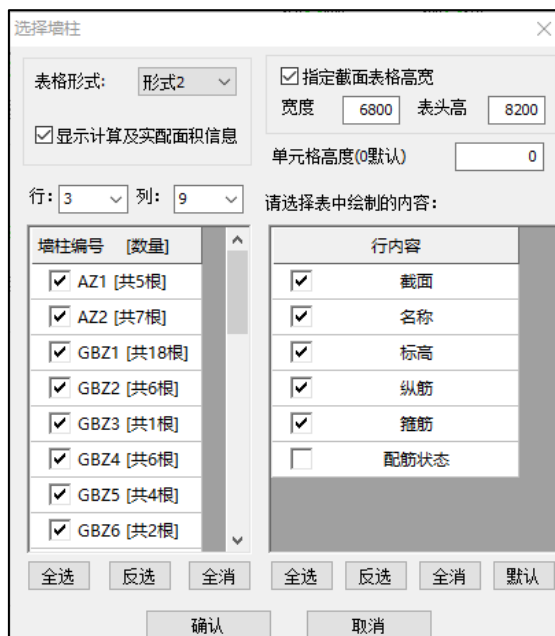 选择墙柱
表格形式: 形式2
显示计算及实配面积信息
指定截面表格高宽
宽度 6800 表头高 8200
单元格高度(0默认) 0
行: 3 列: 9
请选择表中绘制的内容:
墙柱编号 [数量]
AZ1 [共5根]
AZ2 [共7根]
GBZ1 [共18根]
GBZ2 [共6根]
GBZ3 [共1根]
GBZ4 [共6根]
GBZ5 [共4根]
GBZ6 [共2根]
行内容
截面
名称
标高
纵筋
箍筋
配筋状态
全选 反选 全消
全选 反选 全消 默认
确认 取消